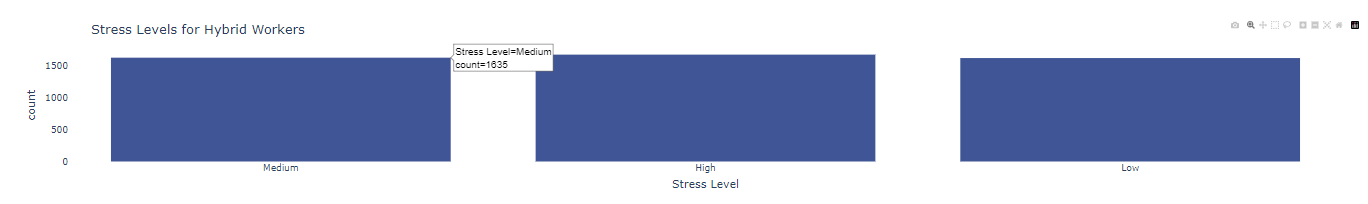 Stress Levels for Hybrid Workers
Stress Level=Medium
count=1635
1500
1000
500
0
count
Medium
High
Low
Stress Level